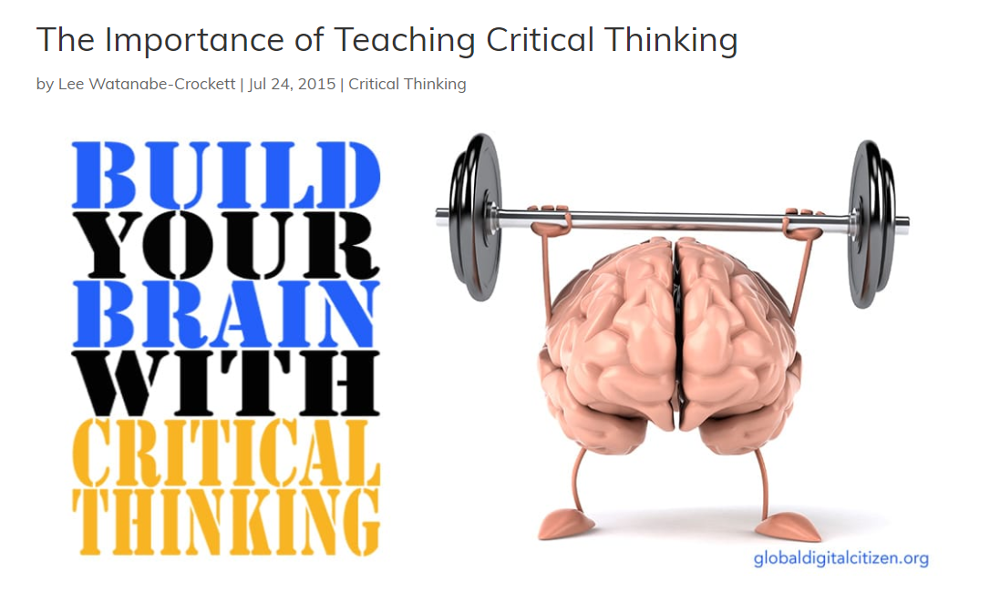 The Importance of Teaching Critical Thinking
by Lee Watanabe-Crockett | Jul 24, 2015 | Critical Thinking
BUILD
YOUR
BRAIN
WITH
CRITICAL
THINKING
globaldigitalcitizen.org